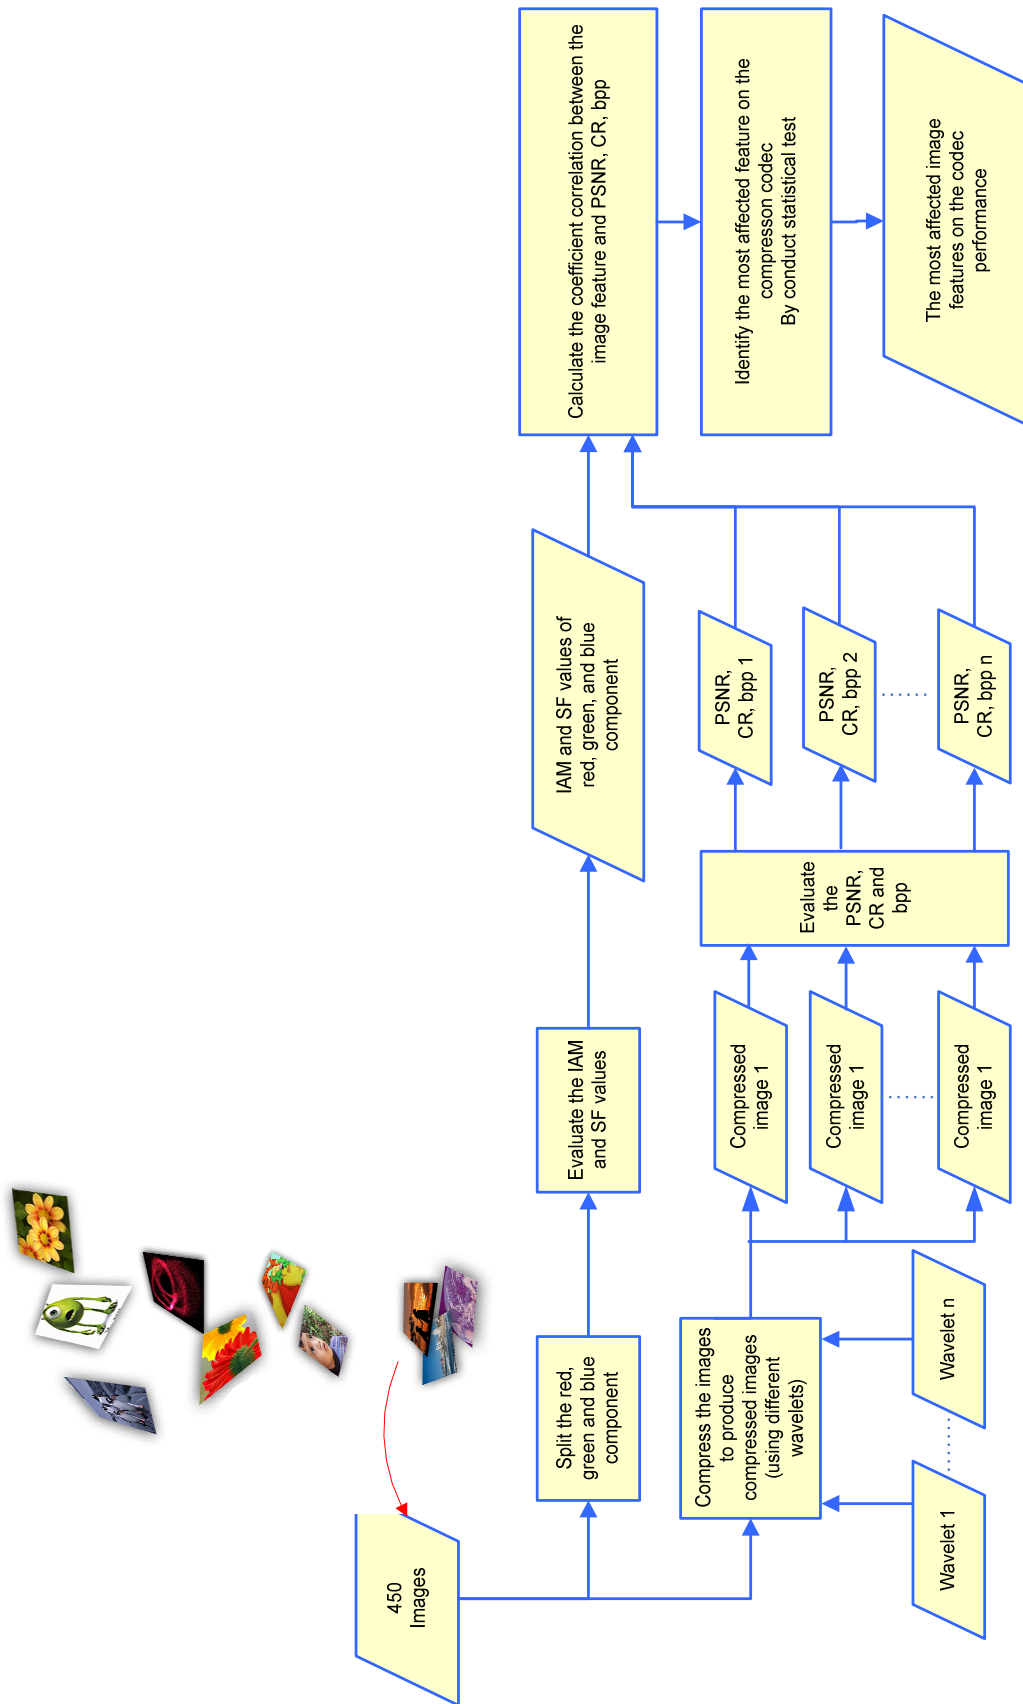 450
Images
Split the red,
green and blue
component
Evaluate the IAM
and SF values
IAM and SF values of
red, green, and blue
component
Calculate the coefficient correlation between the
image feature and PSNR, CR, bpp
Compress the images
to produce
compressed images
(using different
wavelets)
Wavelet 1
Wavelet n
Compressed
image 1
Compressed
image 1
Compressed
image 1
Evaluate
the
PSNR,
CR and
bpp
PSNR,
CR, bpp 1
PSNR,
CR, bpp 2
PSNR,
CR, bpp n
Identify the most affected feature on the
compresson codec
By conduct statistical test
The most affected image
features on the codec
performance